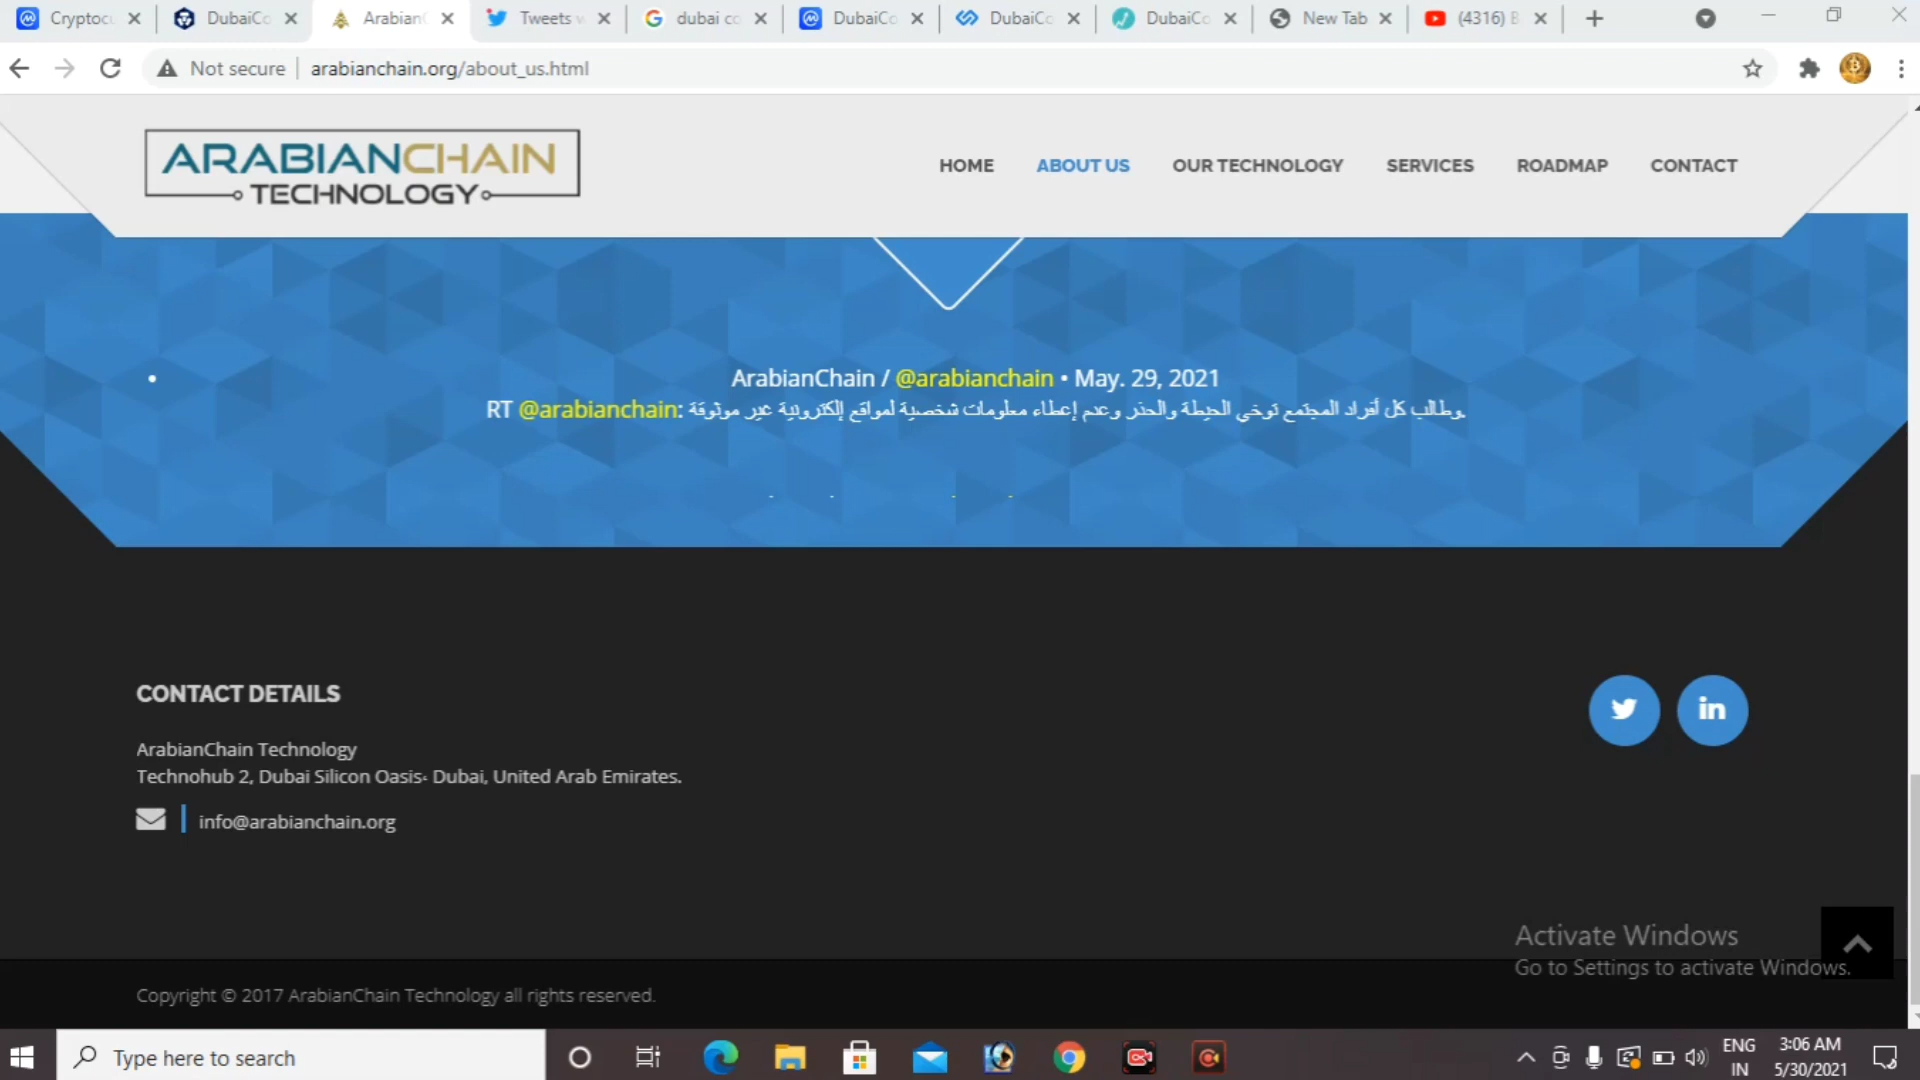 Cryptocu
DubaiCo
Arabian
Tweets w
dubai co
DubaiCo
DubaiCo
DubaiCo
New Tab
(4316) B
Not secure
arabianchain.org/about_us.html
ARABIANCHAIN
TECHNOLOGY
HOME
ABOUT US
OUR TECHNOLOGY
SERVICES
ROADMAP
CONTACT
ArabianChain / @arabianchain • May. 29, 2021
RT @arabianchain: وطالب كل أفراد المجتمع توخي الحيطة والحذر وعدم إعطاء معلومات شخصية لمواقع إلكترونية غير موثوقة.
CONTACT DETAILS
ArabianChain Technology
Technohub 2, Dubai Silicon Oasis، Dubai, United Arab Emirates.
info@arabianchain.org
Activate Windows
Go to Settings to activate Windows.
Copyright © 2017 ArabianChain Technology all rights reserved.
Type here to search
ENG
IN
3:06 AM
5/30/2021